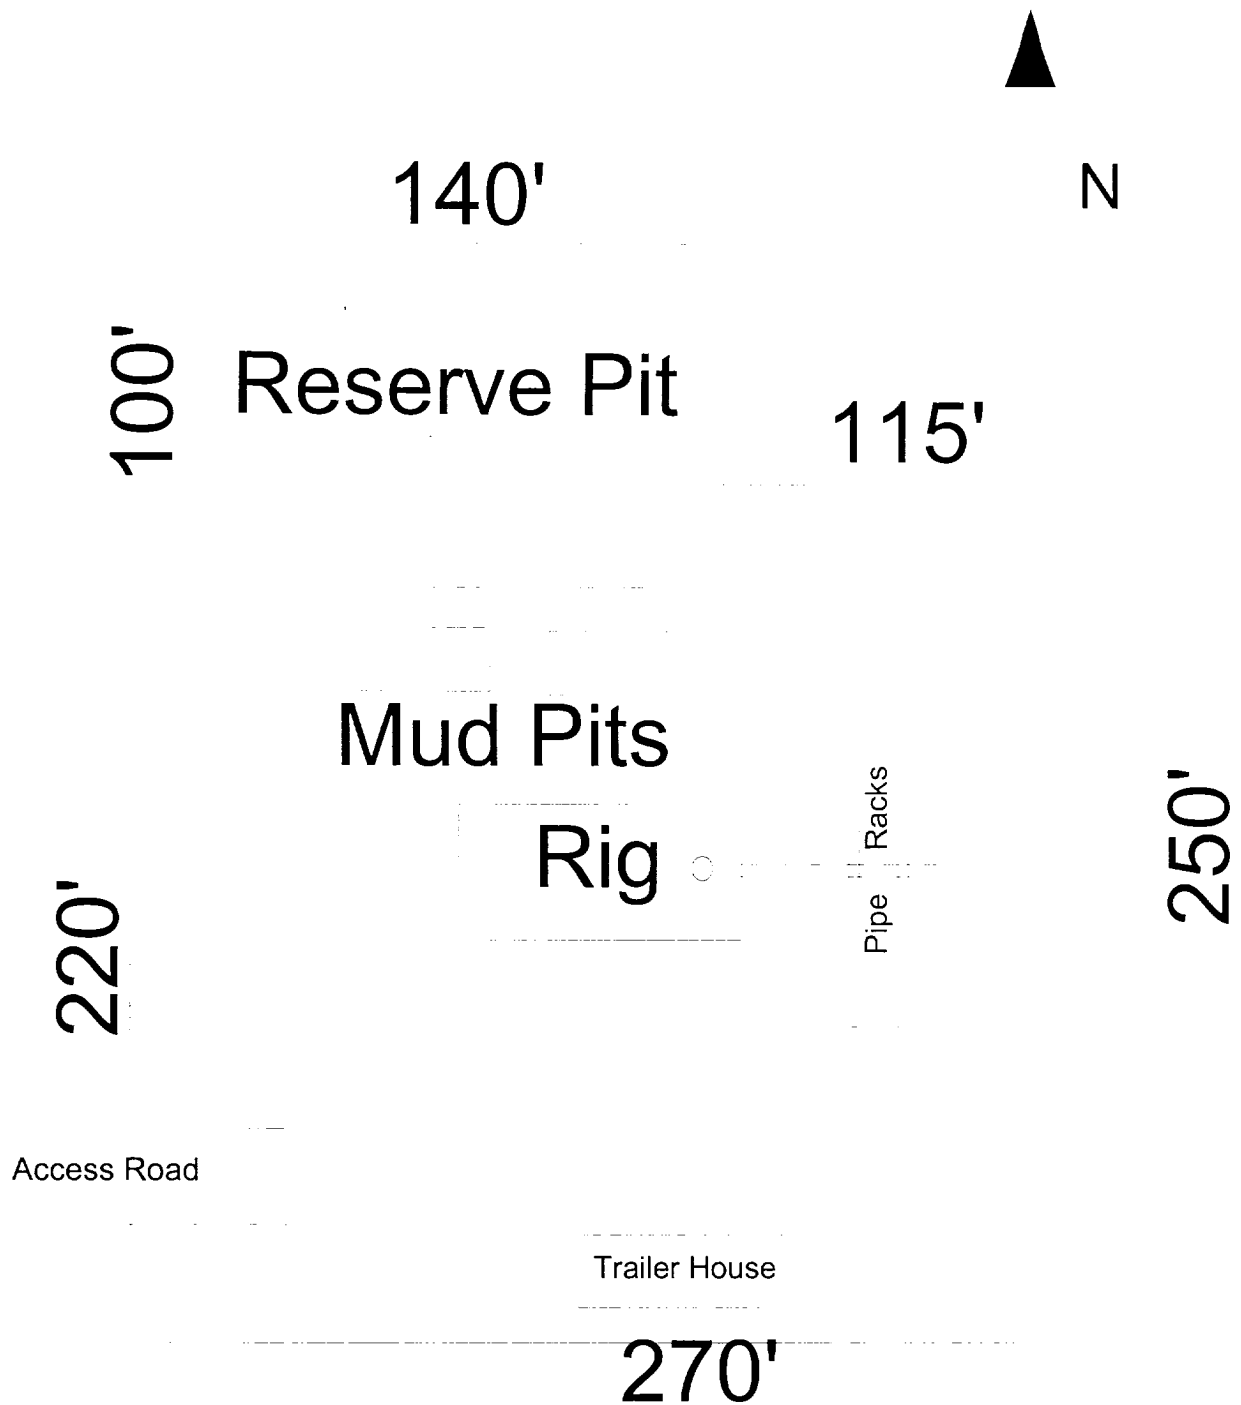 N
140'
100'
Reserve Pit
115'
Mud Pits
Rig
Pipe Racks
250'
220'
Access Road
Trailer House
270'